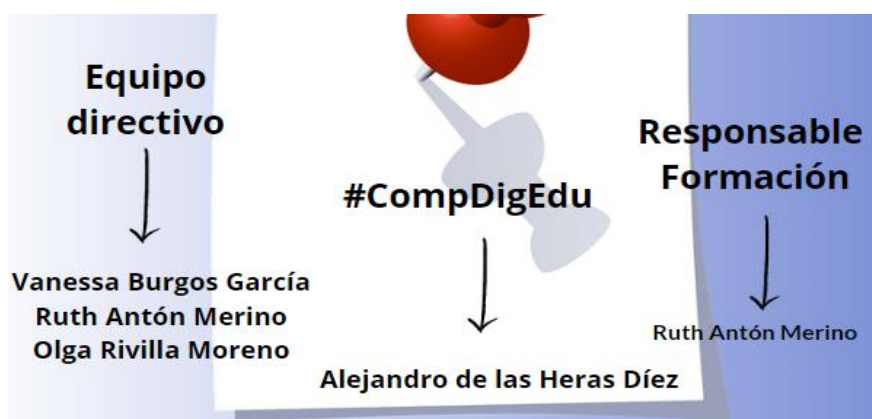 Equipo
directivo
Vanessa Burgos García
Ruth Antón Merino
Olga Rivilla Moreno
#CompDigEdu
Alejandro de las Heras Díez
Responsable
Formación
Ruth Antón Merino